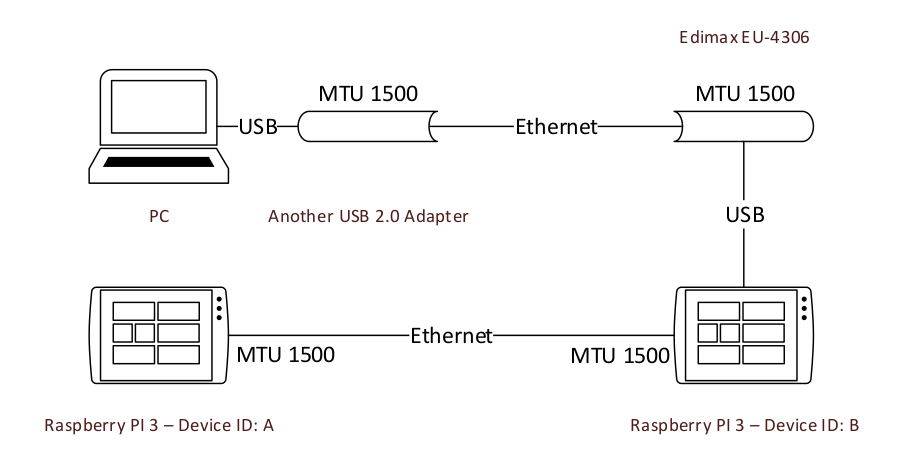 Edimax EU-4306
MTU 1500
MTU 1500
USB
Ethernet
PC
Another USB 2.0 Adapter
USB
Ethernet
MTU 1500
MTU 1500
Raspberry PI 3 – Device ID: A
Raspberry PI 3 – Device ID: B